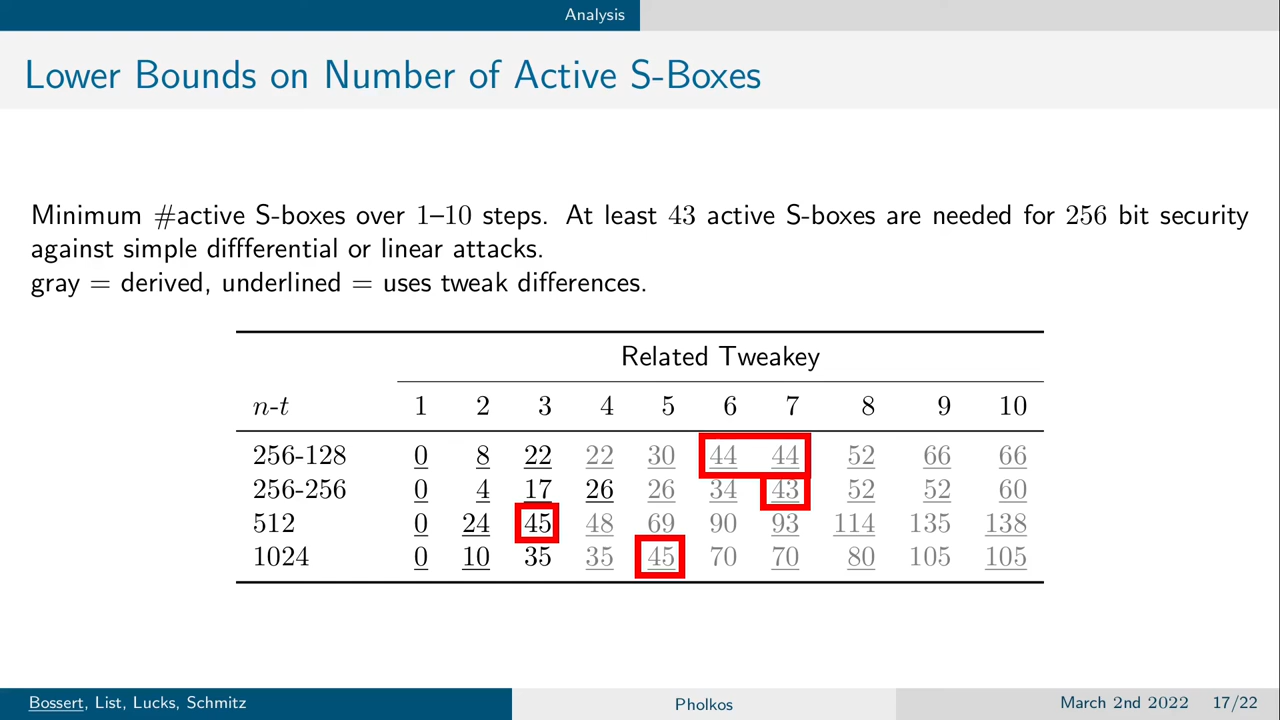 Analysis
Lower Bounds on Number of Active S-Boxes
Minimum #active S-boxes over 1–10 steps. At least 43 active S-boxes are needed for 256 bit security
against simple diffferential or linear attacks.
gray = derived, underlined = uses tweak differences.
Related Tweakey
n-t 1 2 3 4 5 6 7 8 9 10
256-128 0 8 22 22 30 44 44 52 66 66
256-256 0 4 17 26 26 34 43 52 52 60
512 0 24 45 48 69 90 93 114 135 138
1024 0 10 35 35 45 70 70 80 105 105
Bossert, List, Lucks, Schmitz Pholkos March 2nd 2022 17/22